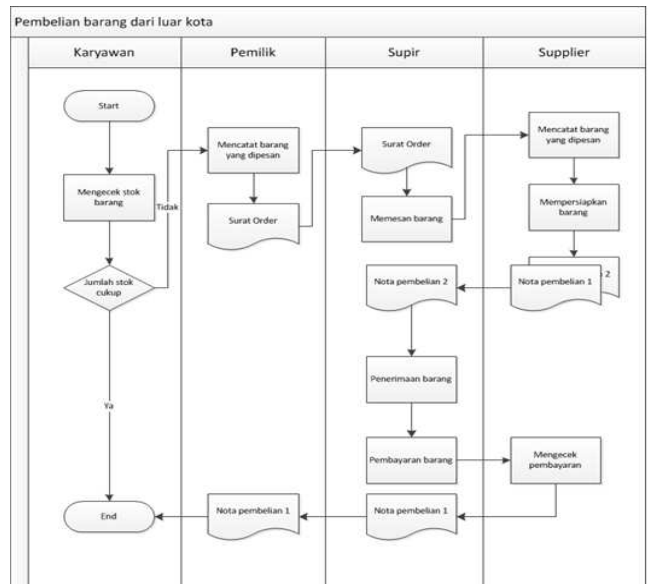 Pembelian barang dari luar kota
Karyawan
Pemilik
Supir
Supplier
Start
Mengecek stok
barang
Tidak
Jumlah stok
cukup
Ya
End
Mencatat barang
yang dipesan
Surat Order
Surat Order
Memesan barang
Mencatat barang
yang dipesan
Mempersiapkan
barang
2
Nota pembelian 1
Nota pembelian 2
Penerimaan barang
Pembayaran barang
Mengecek
pembayaran
Nota pembelian 1
Nota pembelian 1